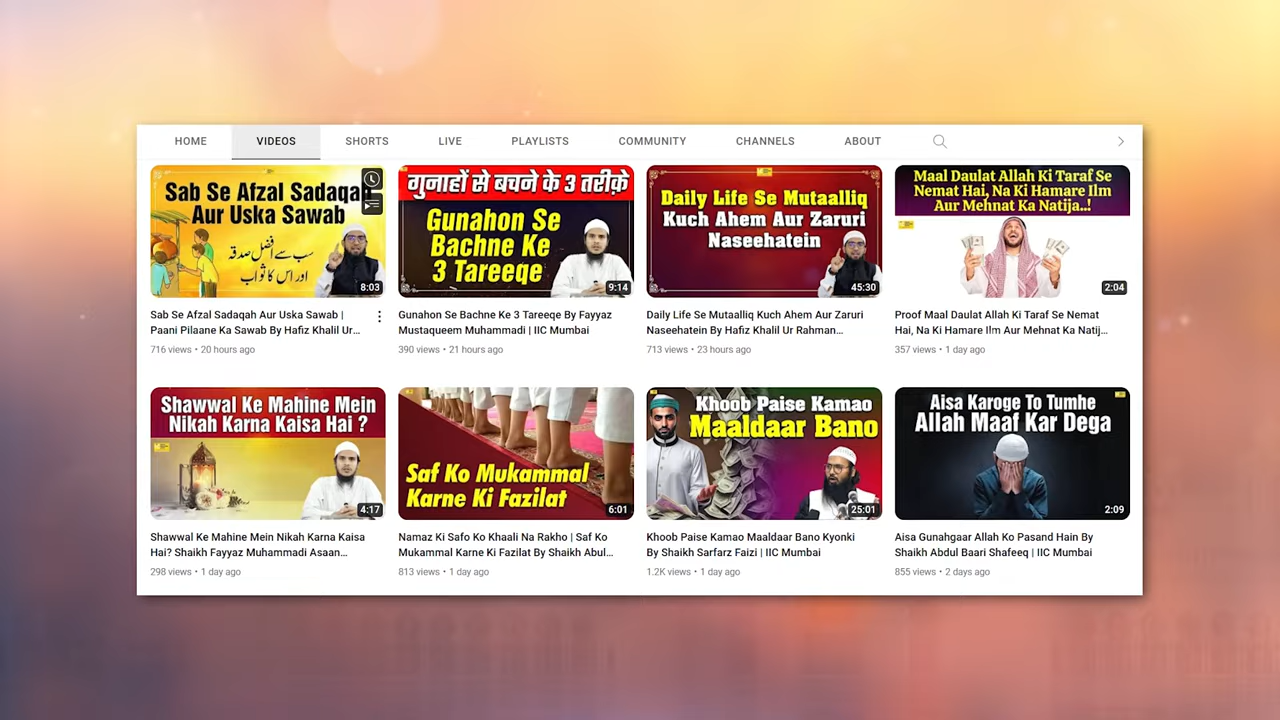 HOME VIDEOS SHORTS LIVE PLAYLISTS COMMUNITY CHANNELS ABOUT
Sab Se Afzal Sadaqah
Aur Uska Sawab
سب سے افضل صدقہ
اور اس کا ثواب
8:03
Sab Se Afzal Sadaqah Aur Uska Sawab |
Paani Pilaane Ka Sawab By Hafiz Khalil Ur...
716 views • 20 hours ago
गुनाहों से बचने के 3 तरीक़े
Gunahon Se
Bachne Ke
3 Tareeqe
9:14
Gunahon Se Bachne Ke 3 Tareeqe By Fayyaz
Mustaqueem Muhammadi | IIC Mumbai
390 views • 21 hours ago
Daily Life Se Mutaalliq
Kuch Ahem Aur Zaruri
Naseehatein
45:30
Daily Life Se Mutaalliq Kuch Ahem Aur Zaruri
Naseehatein By Hafiz Khalil Ur Rahman...
713 views • 23 hours ago
Maal Daulat Allah Ki Taraf Se
Nemat Hai, Na Ki Hamare Ilm
Aur Mehnat Ka Natija..!
2:04
Proof Maal Daulat Allah Ki Taraf Se Nemat
Hai, Na Ki Hamare Ilm Aur Mehnat Ka Natij...
357 views • 1 day ago
Shawwal Ke Mahine Mein
Nikah Karna Kaisa Hai ?
4:17
Shawwal Ke Mahine Mein Nikah Karna Kaisa
Hai? Shaikh Fayyaz Muhammadi Asaan...
298 views • 1 day ago
Saf Ko Mukammal
Karne Ki Fazilat
6:01
Namaz Ki Safo Ko Khaali Na Rakho | Saf Ko
Mukammal Karne Ki Fazilat By Shaikh Abul...
813 views • 1 day ago
Khoob Paise Kamao
Maaldaar Bano
25:01
Khoob Paise Kamao Maaldaar Bano Kyonki
By Shaikh Sarfarz Faizi | IIC Mumbai
1.2K views • 1 day ago
Aisa Karoge To Tumhe
Allah Maaf Kar Dega
2:09
Aisa Gunahgaar Allah Ko Pasand Hain By
Shaikh Abdul Baari Shafeeq | IIC Mumbai
855 views • 2 days ago